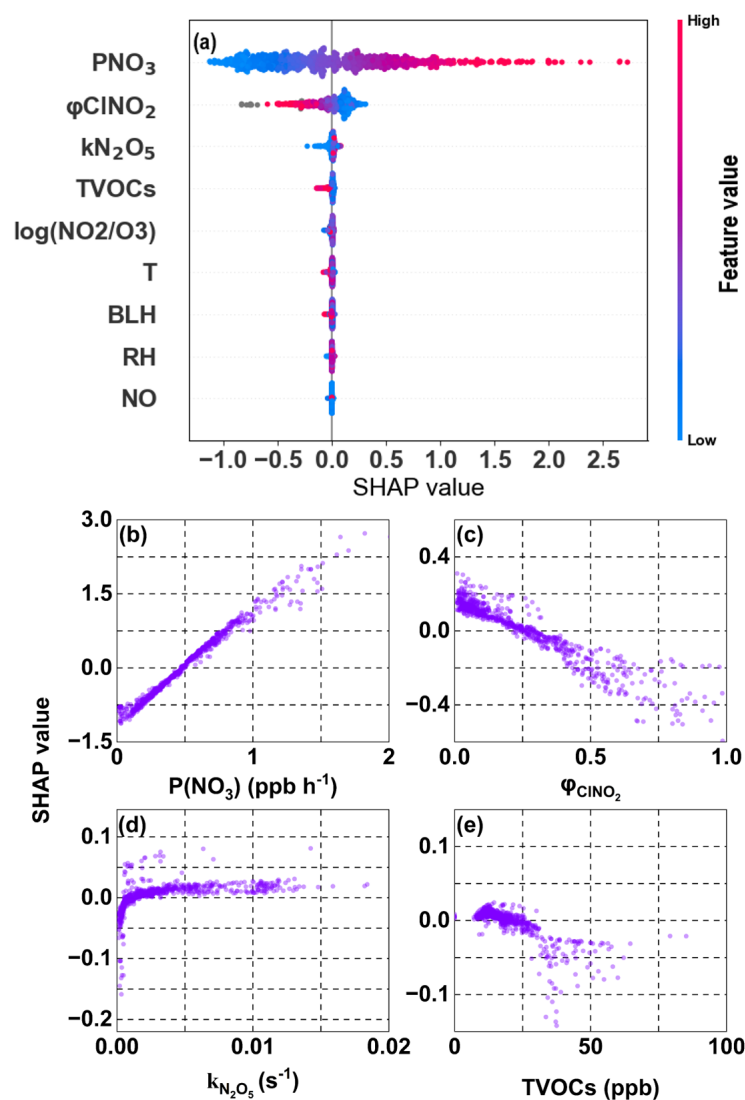 (a)
PNO₃
φClNO₂
kN₂O₅
TVOCs
log(NO2/O3)
T
BLH
RH
NO
−1.0 −0.5 0.0 0.5 1.0 1.5 2.0 2.5
SHAP value
High
Feature value
Low
SHAP value
(b)
3.0
1.5
0.0
−1.5
0 1 2
P(NO₃) (ppb h⁻¹)
(c)
0.4
0.0
−0.4
0.0 0.5 1.0
φClNO₂
(d)
0.1
0.0
−0.1
−0.2
0.00 0.01 0.02
kN₂O₅ (s⁻¹)
(e)
0.1
0.0
−0.1
0 50 100
TVOCs (ppb)